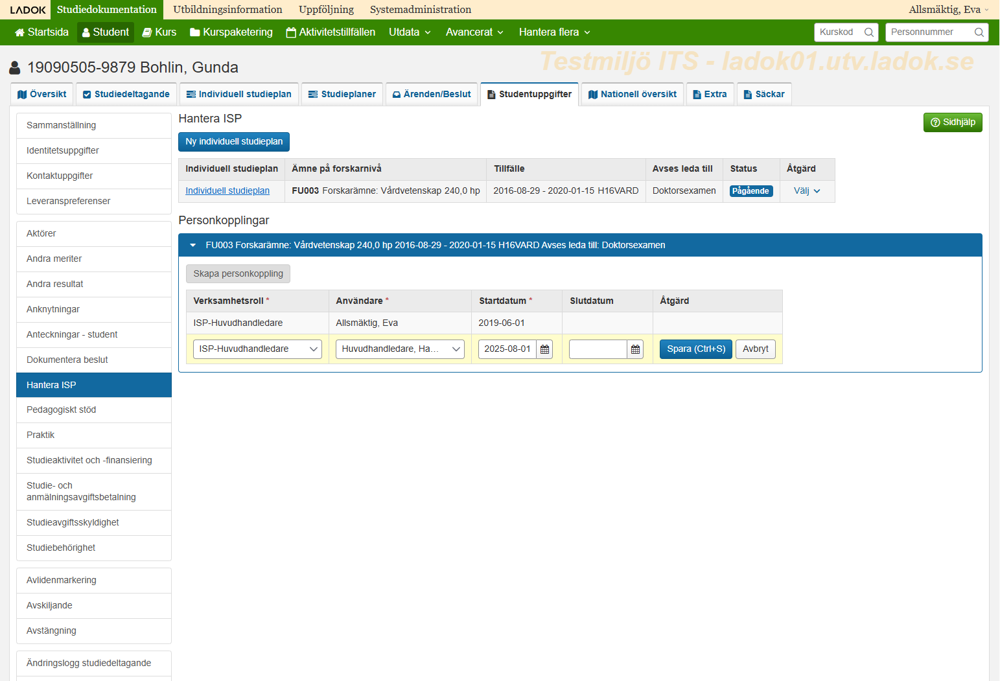 LADOK Studiedokumentation Utbildningsinformation Uppföljning Systemadministration Allsmäktig, Eva
Startsida Student Kurs Kurspaketering Aktivitetstillfällen Utdata Avancerat Hantera flera Kurskod Personnummer
Testmiljö ITS - ladok01.utv.ladok.se
19090505-9879 Bohlin, Gunda
Översikt Studiedeltagande Individuell studieplan Studieplaner Ärenden/Beslut Studentuppgifter Nationell översikt Extra Säckar
Sammanställning
Identitetsuppgifter
Kontaktuppgifter
Leveranspreferenser
Aktörer
Andra meriter
Andra resultat
Anknytningar
Anteckningar - student
Dokumentera beslut
Hantera ISP
Pedagogiskt stöd
Praktik
Studieaktivitet och -finansiering
Studie- och
anmälningsavgiftsbetalning
Studieavgiftsskyldighet
Studiebehörighet
Avlidenmarkering
Avskiljande
Avstängning
Ändringslogg studiedeltagande
Hantera ISP
Sidhjälp
Ny individuell studieplan
Individuell studieplan Ämne på forskarnivå Tillfälle Avses leda till Status Åtgärd
Individuell studieplan FU003 Forskarämne: Vårdvetenskap 240,0 hp 2016-08-29 - 2020-01-15 H16VARD Doktorsexamen Pågående Välj
Personkopplingar
FU003 Forskarämne: Vårdvetenskap 240,0 hp 2016-08-29 - 2020-01-15 H16VARD Avses leda till: Doktorsexamen
Skapa personkoppling
Verksamhetsroll * Användare * Startdatum * Slutdatum Åtgärd
ISP-Huvudhandledare Allsmäktig, Eva 2019-06-01
ISP-Huvudhandledare Huvudhandledare, Ha... 2025-08-01 Spara (Ctrl+S) Avbryt